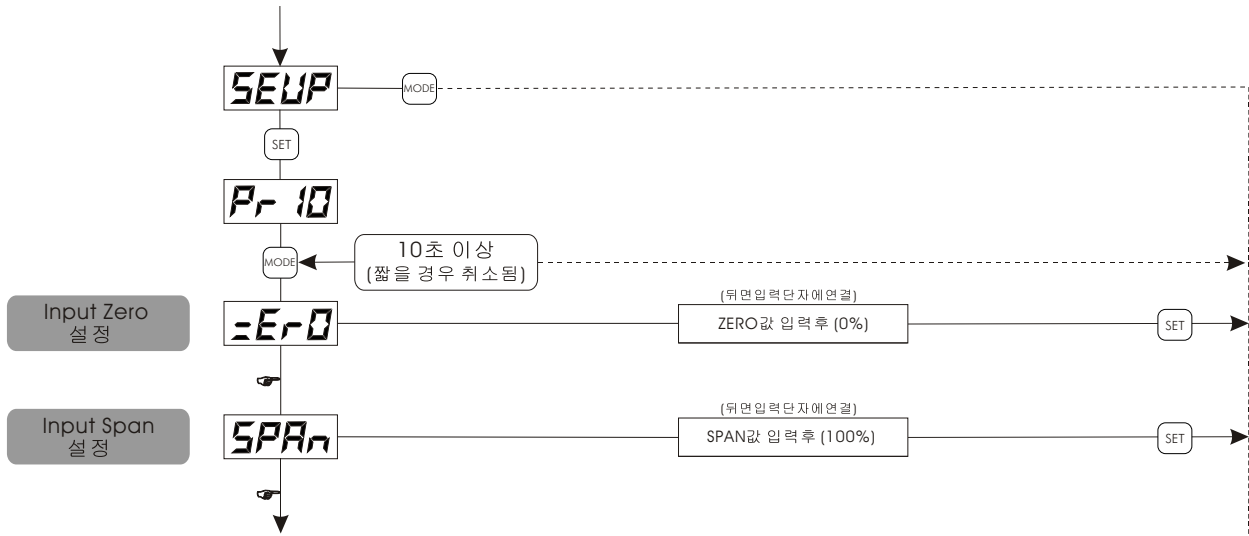 SEUP
MODE
SET
Pr 10
MODE
10초 이상
(짧을 경우 취소됨)
Input Zero
설정
=Er0
(뒤면입력단자에연결)
ZERO값 입력후 (0%)
SET
Input Span
설정
SPAn
(뒤면입력단자에연결)
SPAN값 입력후 (100%)
SET